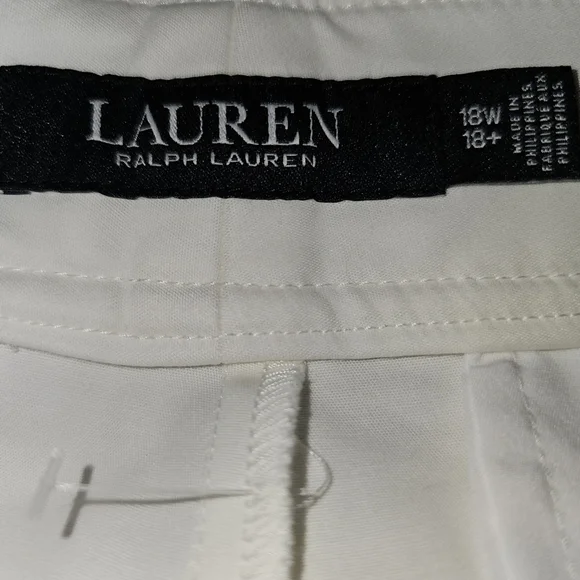 LAUREN
RALPH LAUREN
18W
18+
MADE IN
PHILIPPINES.
FABRIQUE AUX
PHILIPPINES.